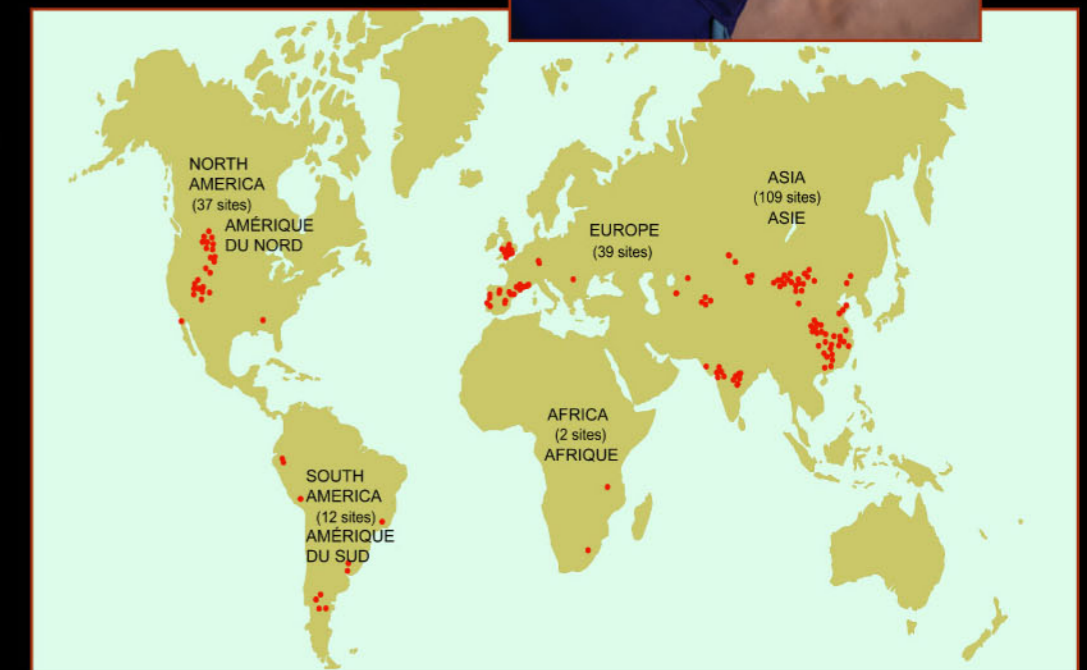 NORTH
AMERICA
(37 sites)
AMÉRIQUE
DU NORD
EUROPE
(39 sites)
ASIA
(109 sites)
ASIE
AFRICA
(2 sites)
AFRIQUE
SOUTH
AMERICA
(12 sites)
AMÉRIQUE
DU SUD